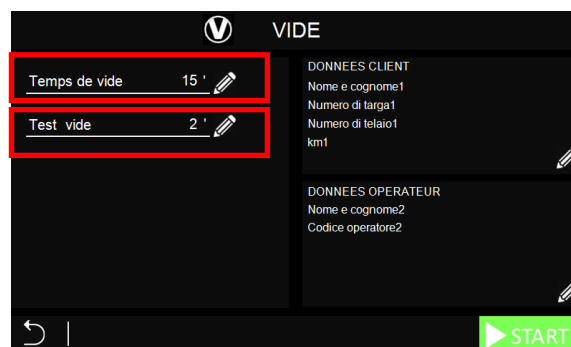 V VIDE
Temps de vide 15 '
Test vide 2 '
DONNEES CLIENT
Nome e cognome1
Numero di targa1
Numero di telaio1
km1
DONNEES OPERATEUR
Nome e cognome2
Codice operatore2
START